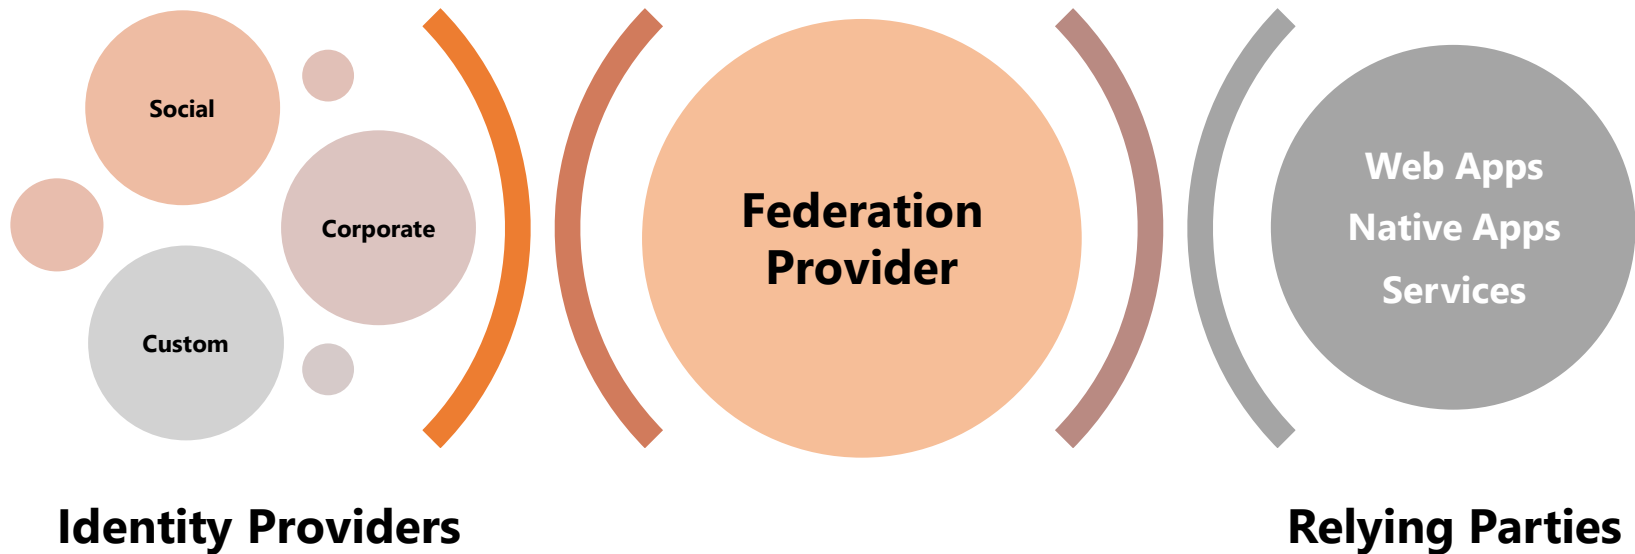 Social
Corporate
Custom
Identity Providers
Federation
Provider
Web Apps
Native Apps
Services
Relying Parties